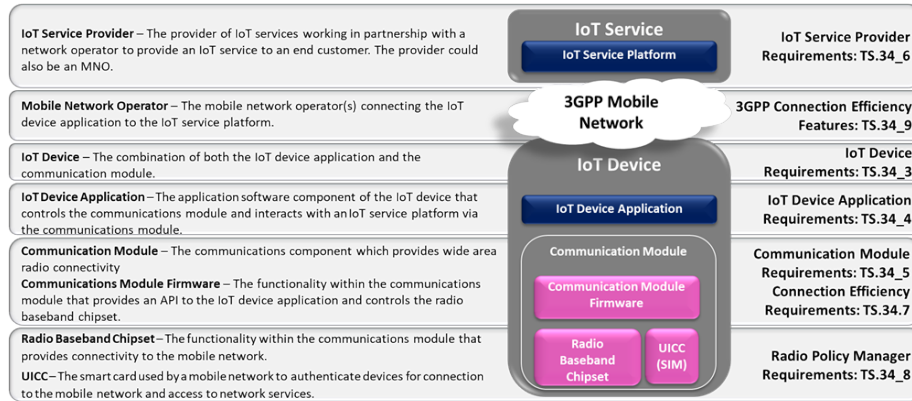 IoT Service Provider – The provider of IoT services working in partnership with a
network operator to provide an IoT service to an end customer. The provider could
also be an MNO.
IoT Service
IoT Service Platform
IoT Service Provider
Requirements: TS.34_6
Mobile Network Operator – The mobile network operator(s) connecting the IoT
device application to the IoT service platform.
3GPP Mobile
Network
3GPP Connection Efficiency
Features: TS.34_9
IoT Device – The combination of both the IoT device application and the
communication module.
IoT Device
IoT Device
Requirements: TS.34_3
IoT Device Application – The application software component of the IoT device that
controls the communications module and interacts with an IoT service platform via
the communications module.
IoT Device Application
IoT Device Application
Requirements: TS.34_4
Communication Module – The communications component which provides wide area
radio connectivity
Communications Module Firmware – The functionality within the communications
module that provides an API to the IoT device application and controls the radio
baseband chipset.
Communication Module
Communication Module
Firmware
Communication Module
Requirements: TS.34_5
Connection Efficiency
Requirements: TS.34.7
Radio Baseband Chipset – The functionality within the communications module that
provides connectivity to the mobile network.
UICC – The smart card used by a mobile network to authenticate devices for connection
to the mobile network and access to network services.
Radio
Baseband
Chipset
UICC
(SIM)
Radio Policy Manager
Requirements: TS.34_8